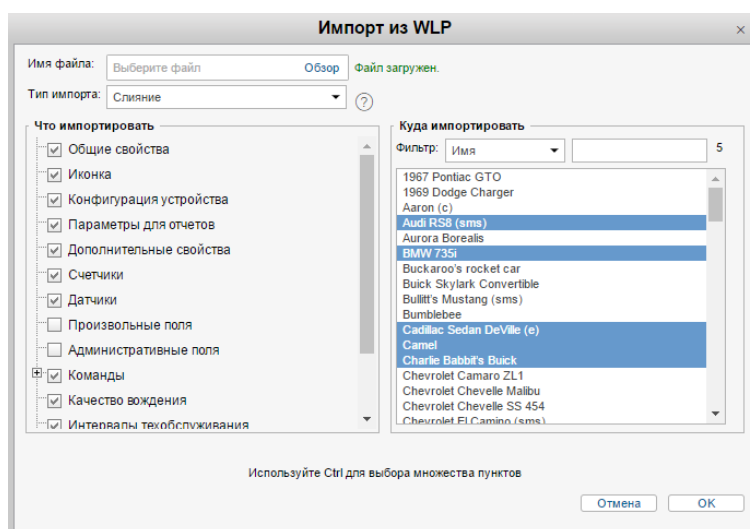 Импорт из WLP
×
Имя файла: Выберите файл Обзор Файл загружен.
Тип импорта: Слияние ?
Что импортировать
Общие свойства
Иконка
Конфигурация устройства
Параметры для отчетов
Дополнительные свойства
Счетчики
Датчики
Произвольные поля
Административные поля
Команды
Качество вождения
Интервалы техобслуживания
Куда импортировать
Фильтр: Имя 5
1967 Pontiac GTO
1969 Dodge Charger
Aaron (c)
Audi RS8 (sms)
Aurora Borealis
BMW 735i
Buckaroo's rocket car
Buick Skylark Convertible
Bullitt's Mustang (sms)
Bumblebee
Cadillac Sedan DeVille (e)
Camel
Charlie Babbit's Buick
Chevrolet Camaro ZL1
Chevrolet Chevelle Malibu
Chevrolet Chevelle SS 454
Chevrolet El Camino (sms)
Используйте Ctrl для выбора множества пунктов
Отмена OK